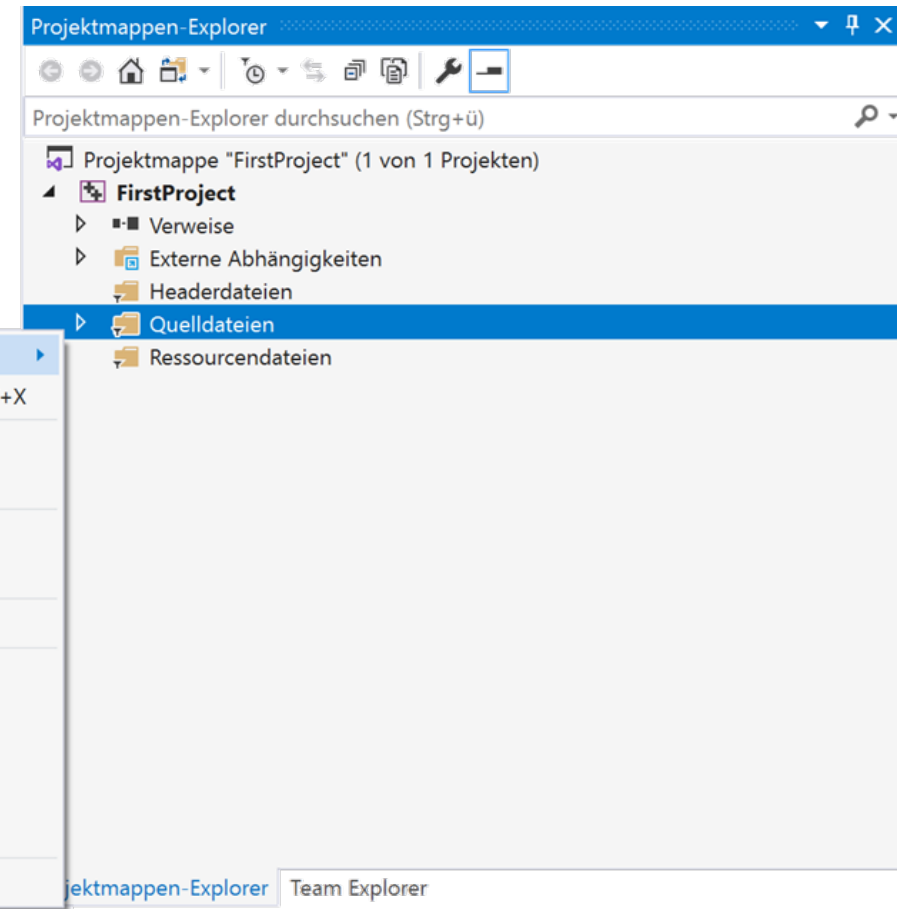 Projektmappen-Explorer
Projektmappen-Explorer durchsuchen (Strg+ü)
Projektmappe "FirstProject" (1 von 1 Projekten)
FirstProject
Verweise
Externe Abhängigkeiten
Headerdateien
Quelldateien
Ressourcendateien
+X
jektmappen-Explorer Team Explorer